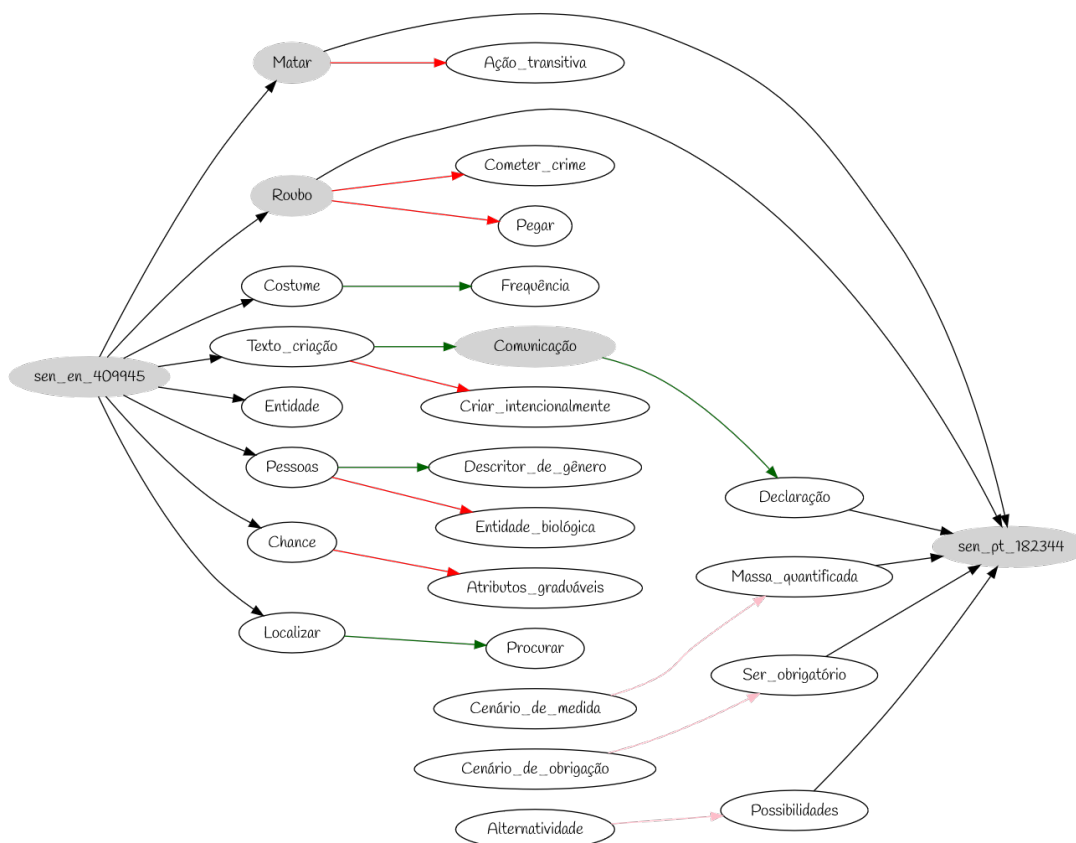 Matar
Ação_transitiva
Cometer_crime
Roubo
Pegar
Costume
Frequência
Texto_criação
Comunicação
sen_en_409945
Entidade
Criar_intencionalmente
Pessoas
Descritor_de_gênero
Declaração
Entidade_biológica
Chance
sen_pt_182344
Massa_quantificada
Atributos_graduáveis
Localizar
Procurar
Ser_obrigatório
Cenário_de_medida
Cenário_de_obrigação
Possibilidades
Alternatividade